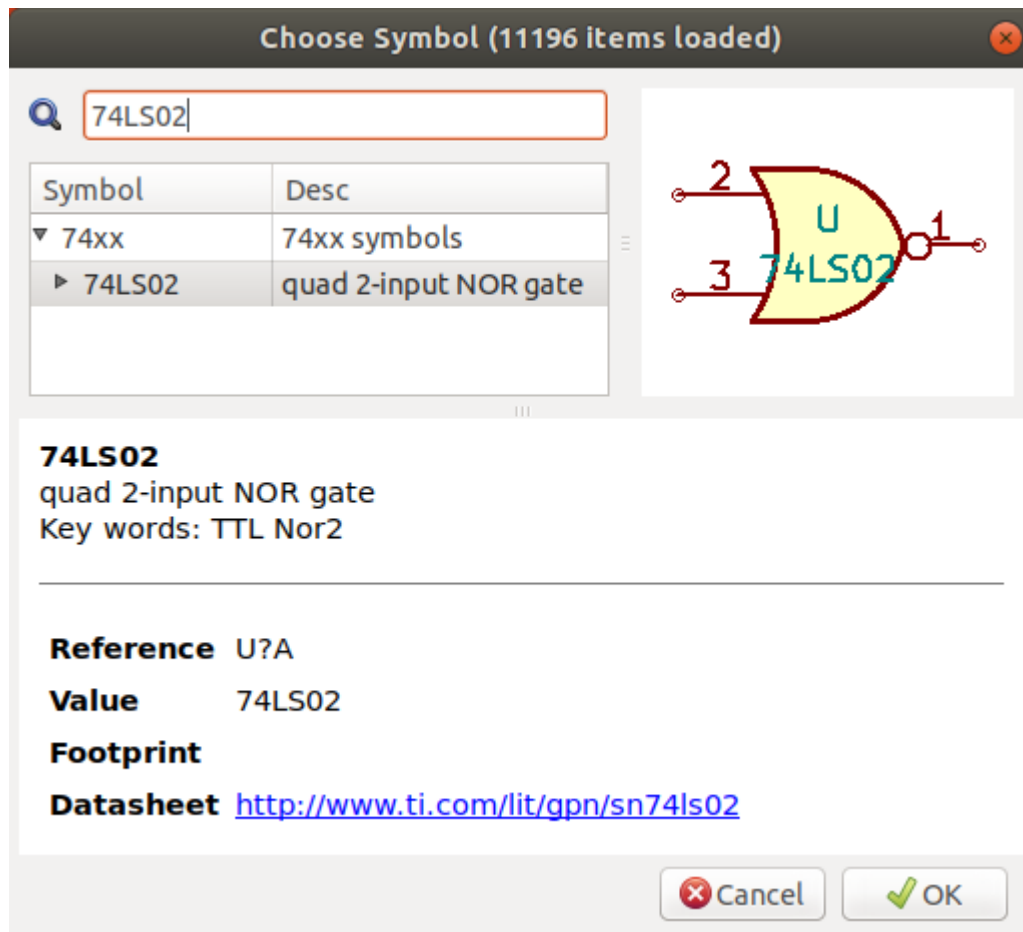 Choose Symbol (11196 items loaded)
74LS02
Symbol Desc
74xx 74xx symbols
74LS02 quad 2-input NOR gate
2
3
U
74LS02
1
74LS02
quad 2-input NOR gate
Key words: TTL Nor2
Reference U?A
Value 74LS02
Footprint
Datasheet http://www.ti.com/lit/gpn/sn74ls02
Cancel OK